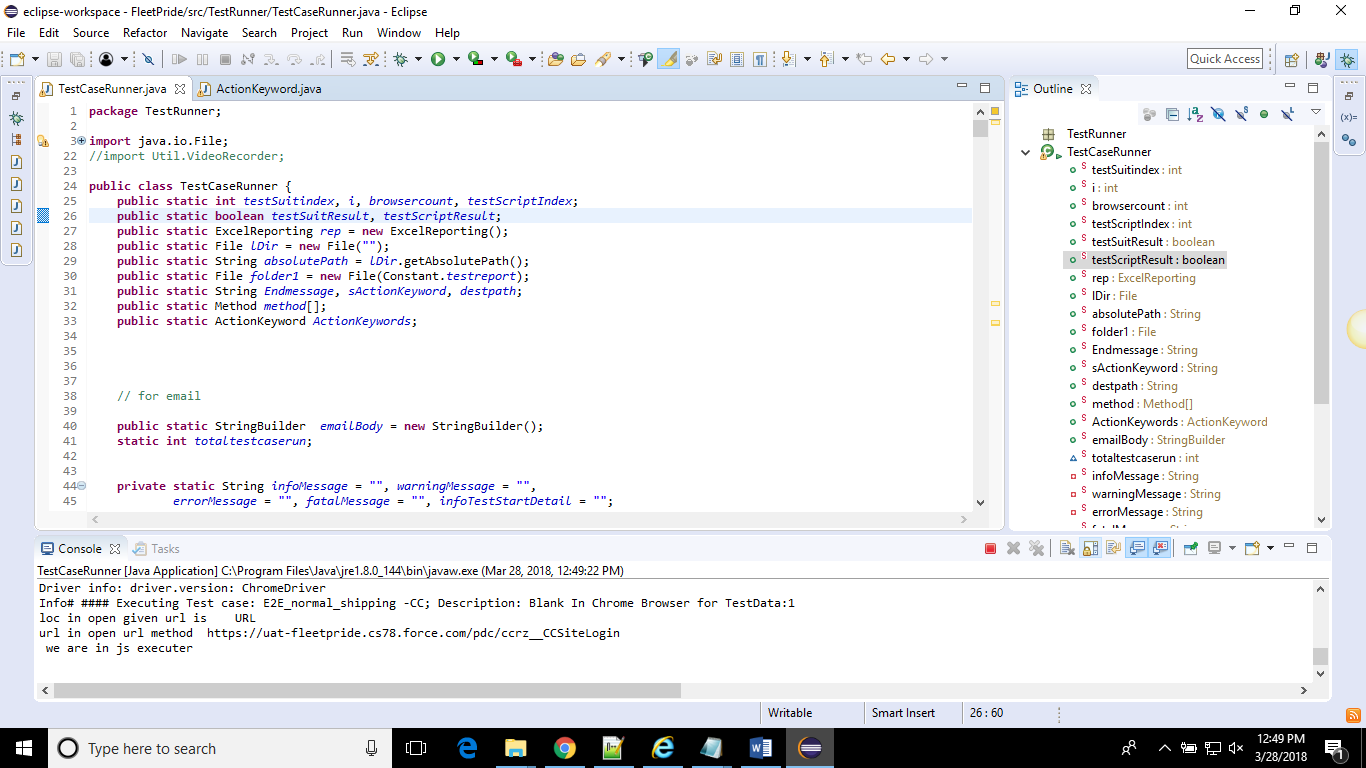 eclipse-workspace - FleetPride/src/TestRunner/TestCaseRunner.java - Eclipse
File Edit Source Refactor Navigate Search Project Run Window Help
Quick Access
TestCaseRunner.java
ActionKeyword.java
1 package TestRunner;
2
3 import java.io.File;
22 //import Util.VideoRecorder;
23
24 public class TestCaseRunner {
25 public static int testSuitindex, i, browsercount, testScriptIndex;
26 public static boolean testSuitResult, testScriptResult;
27 public static ExcelReporting rep = new ExcelReporting();
28 public static File lDir = new File("");
29 public static String absolutePath = lDir.getAbsolutePath();
30 public static File folder1 = new File(Constant.testreport);
31 public static String Endmessage, sActionKeyword, destpath;
32 public static Method method[];
33 public static ActionKeyword ActionKeywords;
34
35
36
37
38 // for email
39
40 public static StringBuilder emailBody = new StringBuilder();
41 static int totaltestcaserun;
42
43
44 private static String infoMessage = "", warningMessage = "",
45 errorMessage = "", fatalMessage = "", infoTestStartDetail = "";
Outline
TestRunner
TestCaseRunner
testSuitindex : int
i : int
browsercount : int
testScriptIndex : int
testSuitResult : boolean
testScriptResult : boolean
rep : ExcelReporting
lDir : File
absolutePath : String
folder1 : File
Endmessage : String
sActionKeyword : String
destpath : String
method : Method[]
ActionKeywords : ActionKeyword
emailBody : StringBuilder
totaltestcaserun : int
infoMessage : String
warningMessage : String
errorMessage : String
Console Tasks
TestCaseRunner [Java Application] C:\Program Files\Java\jre1.8.0_144\bin\javaw.exe (Mar 28, 2018, 12:49:22 PM)
Driver info: driver.version: ChromeDriver
Info# #### Executing Test case: E2E_normal_shipping -CC; Description: Blank In Chrome Browser for TestData:1
loc in open given url is URL
url in open url method https://uat-fleetpride.cs78.force.com/pdc/ccrz__CCSiteLogin
we are in js executer
Writable Smart Insert 26 : 60
Type here to search
12:49 PM
3/28/2018
1